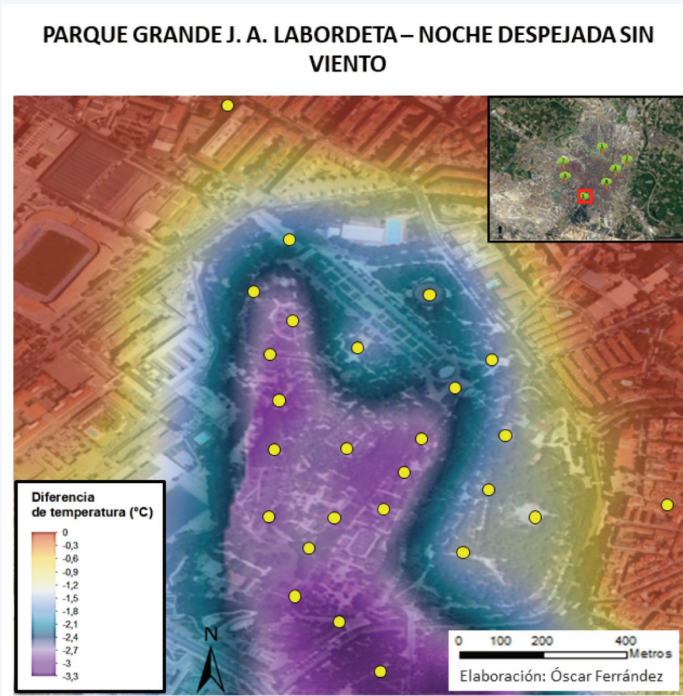 PARQUE GRANDE J. A. LABORDETA – NOCHE DESPEJADA SIN
VIENTO
Diferencia
de temperatura (°C)
0
-0,3
-0,6
-0,9
-1,2
-1,5
-1,8
-2,1
-2,4
-2,7
-3
-3,3
N
0 100 200 400
Metros
Elaboración: Óscar Ferrández